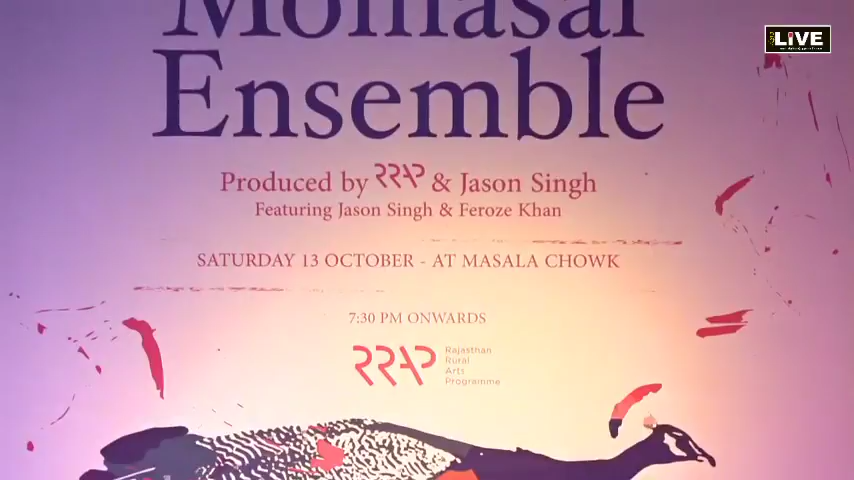 Momasar
Ensemble
Produced by RRAP & Jason Singh
Featuring Jason Singh & Feroze Khan
SATURDAY 13 OCTOBER - AT MASALA CHOWK
7:30 PM ONWARDS
RRAP
Rajasthan
Rural
Arts
Programme
LIVE